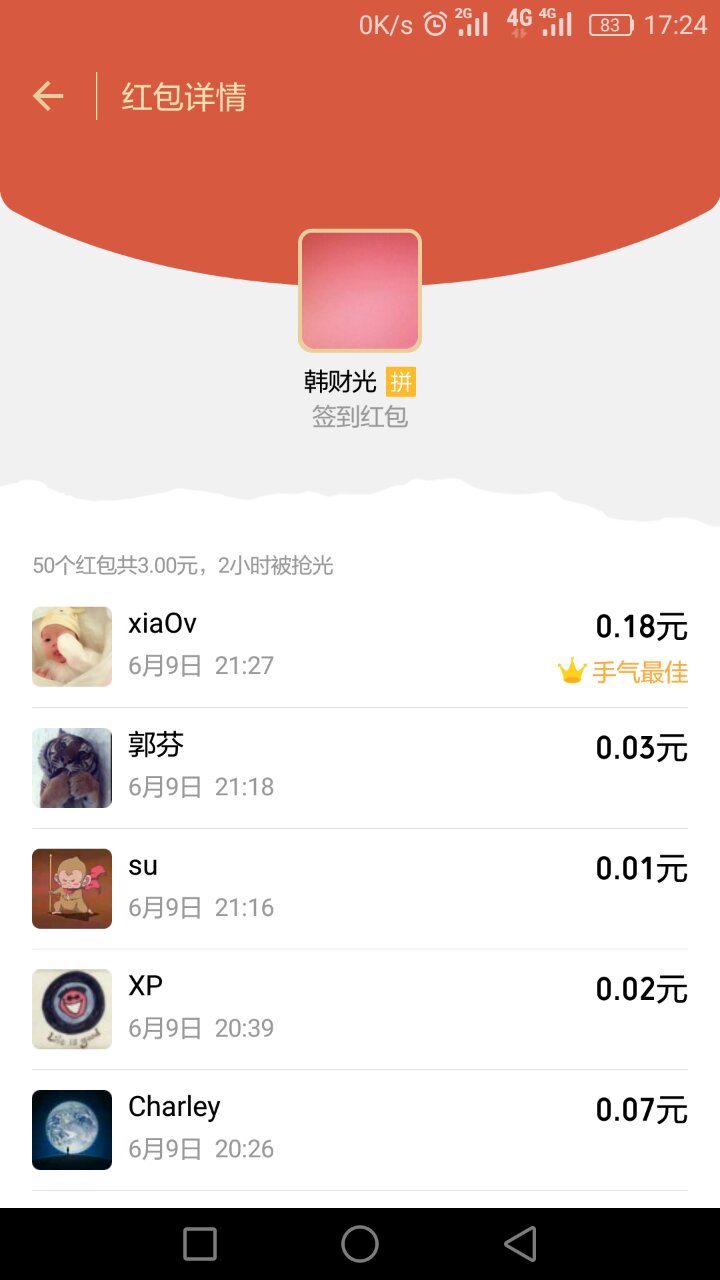 0K/s 2G 4G 4G 83 17:24
红包详情
韩财光 拼
签到红包
50个红包共3.00元，2小时被抢光
xiaOv 0.18元
6月9日 21:27 手气最佳
郭芬 0.03元
6月9日 21:18
su 0.01元
6月9日 21:16
XP 0.02元
6月9日 20:39
Life is good
Charley 0.07元
6月9日 20:26